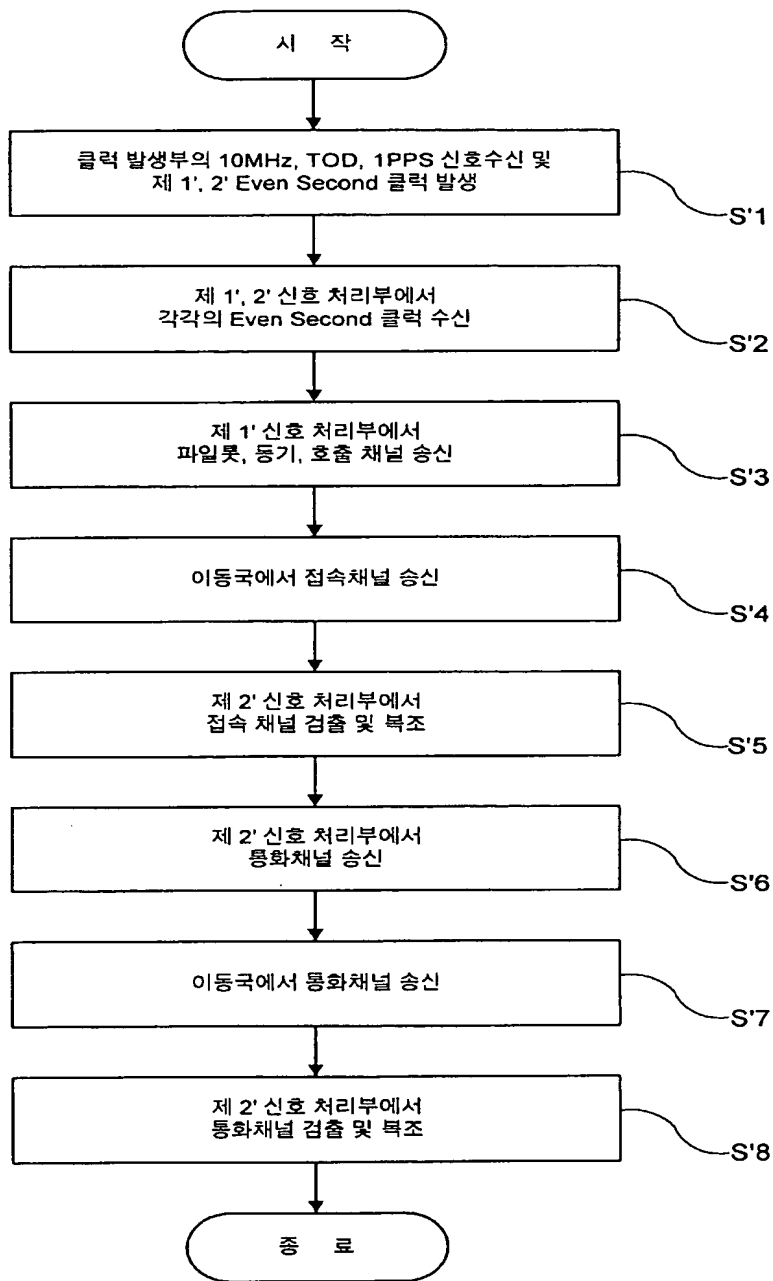 시 작
클럭 발생부의 10MHz, TOD, 1PPS 신호수신 및
제 1', 2' Even Second 클럭 발생
S'1
제 1', 2' 신호 처리부에서
각각의 Even Second 클럭 수신
S'2
제 1' 신호 처리부에서
파일롯, 동기, 호출 채널 송신
S'3
이동국에서 접속채널 송신
S'4
제 2' 신호 처리부에서
접속 채널 검출 및 복조
S'5
제 2' 신호 처리부에서
통화채널 송신
S'6
이동국에서 통화채널 송신
S'7
제 2' 신호 처리부에서
통화채널 검출 및 복조
S'8
종 료